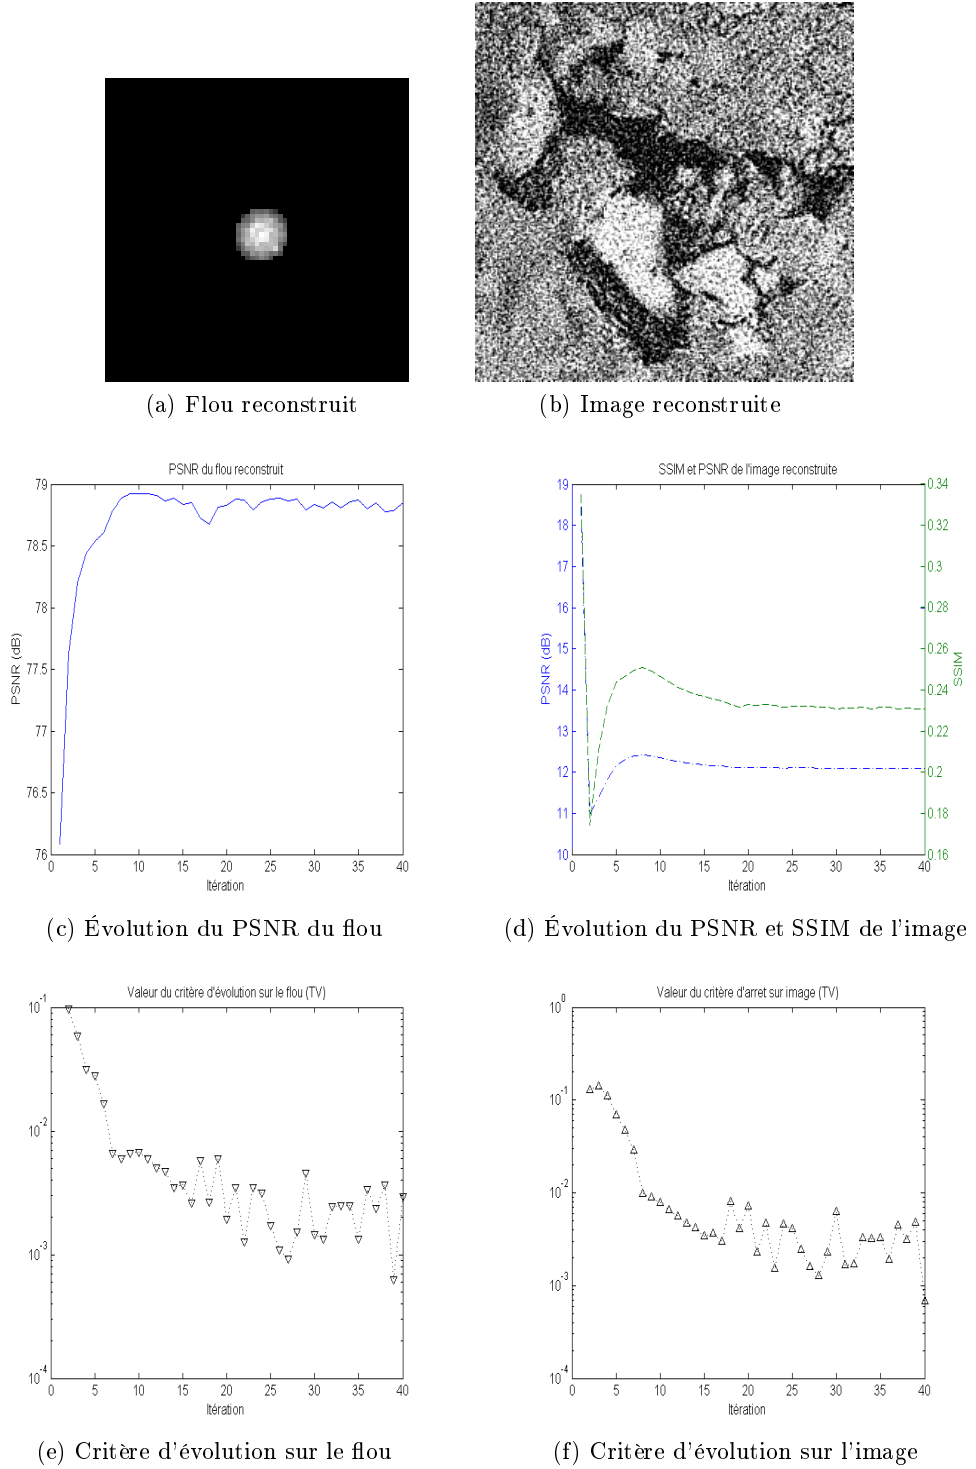 (a) Flou reconstruit
(b) Image reconstruite
PSNR du flou reconstruit
79
78.5
78
77.5
77
76.5
76
PSNR (dB)
0 5 10 15 20 25 30 35 40
Itération
SSIM et PSNR de l'image reconstruite
19
18
17
16
15
14
13
12
11
10
PSNR (dB)
0.34
0.32
0.3
0.28
0.26
0.24
0.22
0.2
0.18
0.16
SSIM
0 5 10 15 20 25 30 35 40
Itération
(c) Évolution du PSNR du flou
(d) Évolution du PSNR et SSIM de l'image
Valeur du critère d'évolution sur le flou (TV)
10^-1
10^-2
10^-3
10^-4
0 5 10 15 20 25 30 35 40
Itération
Valeur du critère d'arret sur image (TV)
10^0
10^-1
10^-2
10^-3
10^-4
0 5 10 15 20 25 30 35 40
Itération
(e) Critère d'évolution sur le flou
(f) Critère d'évolution sur l'image